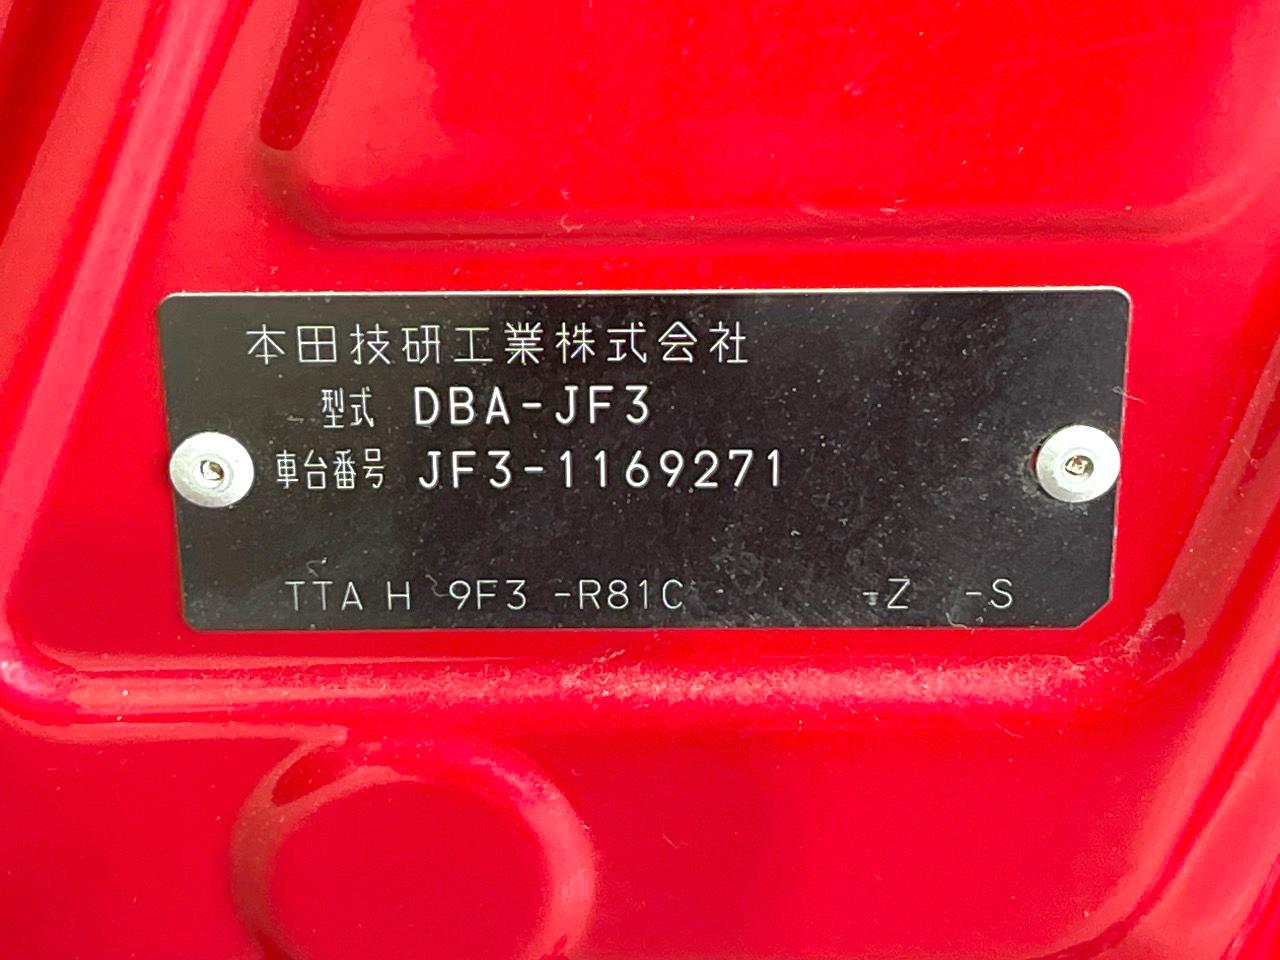 本田技研工業株式会社
型式 DBA-JF3
車台番号 JF3-1169271
TTA H 9F3 -R81C -Z -S